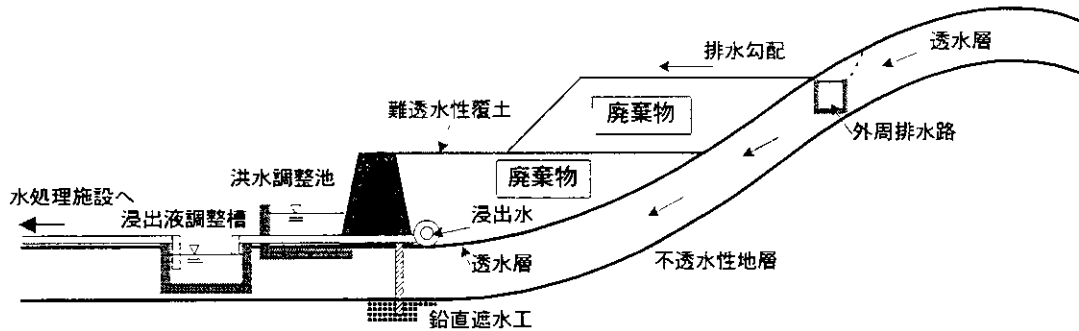 透水層
排水勾配
廃棄物
難透水性覆土
外周排水路
廃棄物
洪水調整池
水処理施設へ
浸出液調整槽
浸出水
透水層
不透水性地層
鉛直遮水工